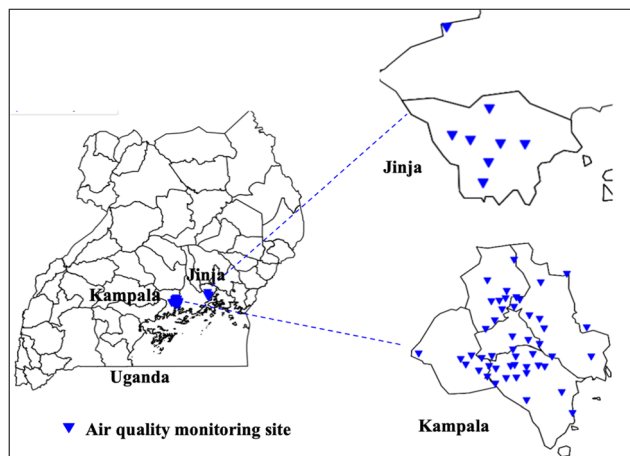 Jinja
Jinja
Kampala
Uganda
Air quality monitoring site
Kampala